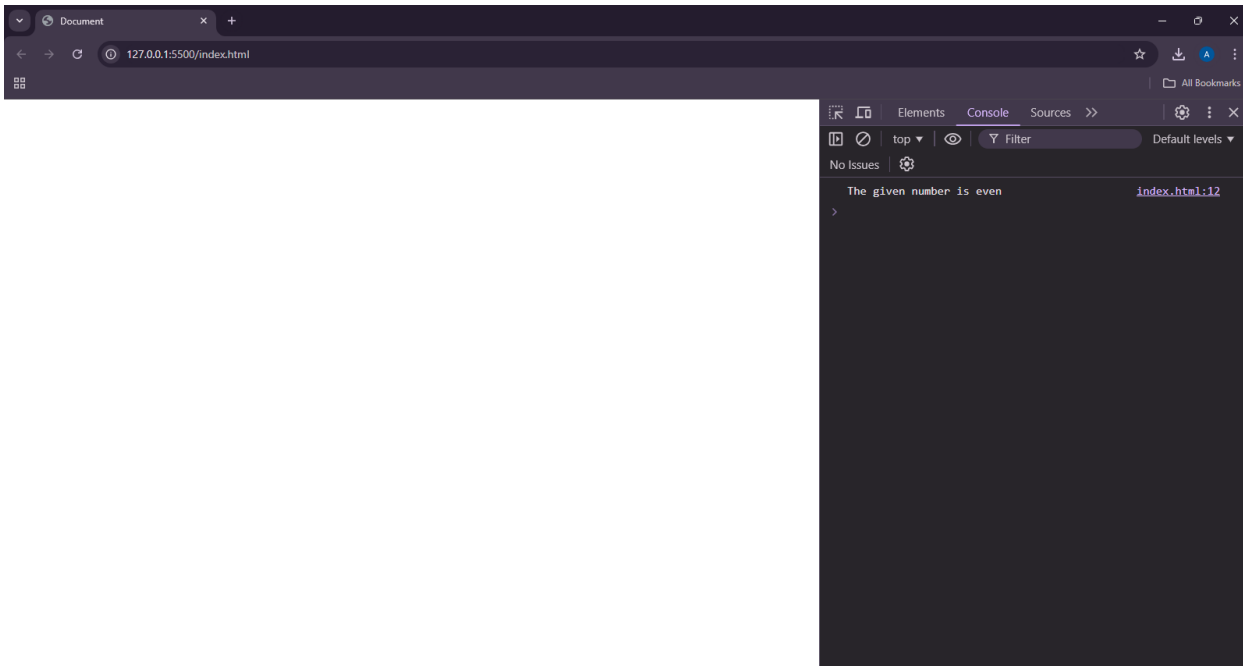 Document
127.0.0.1:5500/index.html
A
All Bookmarks
Elements Console Sources
top Filter Default levels
No Issues
The given number is even index.html:12